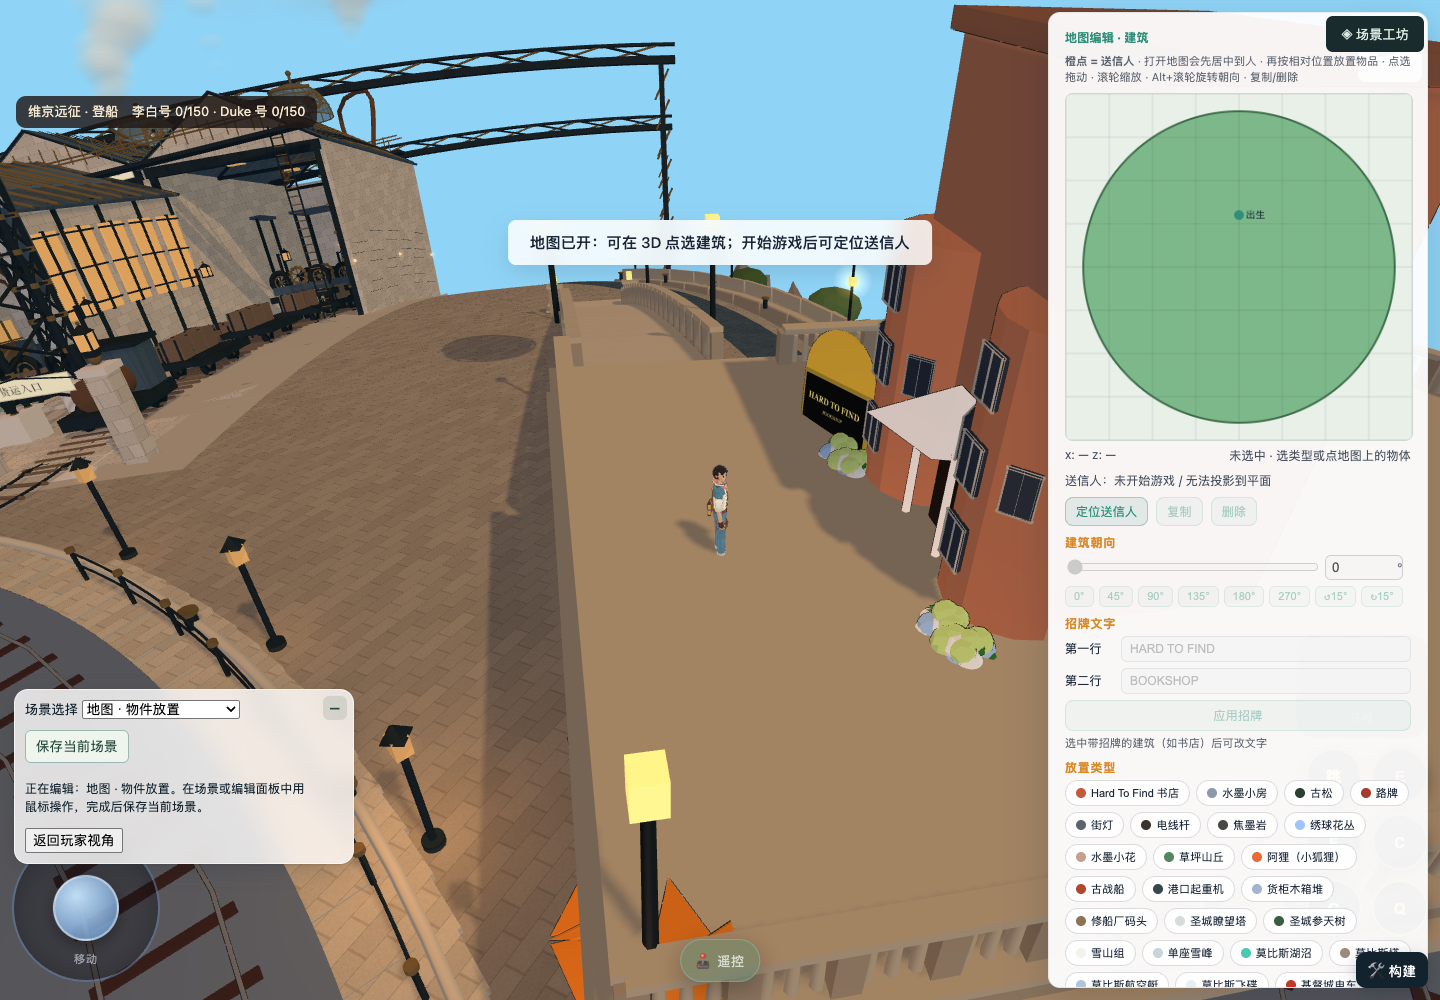 维京远征 · 登船 李白号 0/150 · Duke 号 0/150
地图已开：可在 3D 点选建筑；开始游戏后可定位送信人
HARD TO FIND
BOOKSHOP
场景选择 地图 · 物件放置
保存当前场景
正在编辑：地图 · 物件放置。在场景或编辑面板中用
鼠标操作，完成后保存当前场景。
返回玩家视角
移动
遥控
地图编辑 · 建筑
◈ 场景工坊
橙点 = 送信人 · 打开地图会先居中到人 · 再按相对位置放置物品 · 点选
拖动 · 滚轮缩放 · Alt+滚轮旋转朝向 · 复制/删除
出生
x: — z: —
未选中 · 选类型或点地图上的物体
送信人：未开始游戏 / 无法投影到平面
定位送信人 复制 删除
建筑朝向
0 °
0° 45° 90° 135° 180° 270° ↺15° ↻15°
招牌文字
第一行 HARD TO FIND
第二行 BOOKSHOP
应用招牌
选中带招牌的建筑（如书店）后可改文字
放置类型
Hard To Find 书店 水墨小房 古松 路牌
街灯 电线杆 焦墨岩 绣球花丛
水墨小花 草坪山丘 阿狸（小狐狸）
古战船 港口起重机 货柜木箱堆
修船厂码头 圣城瞭望塔 圣城参天树
雪山组 单座雪峰 莫比斯湖沼
莫比斯航空艇 莫比斯飞碟 基督城电车
构建